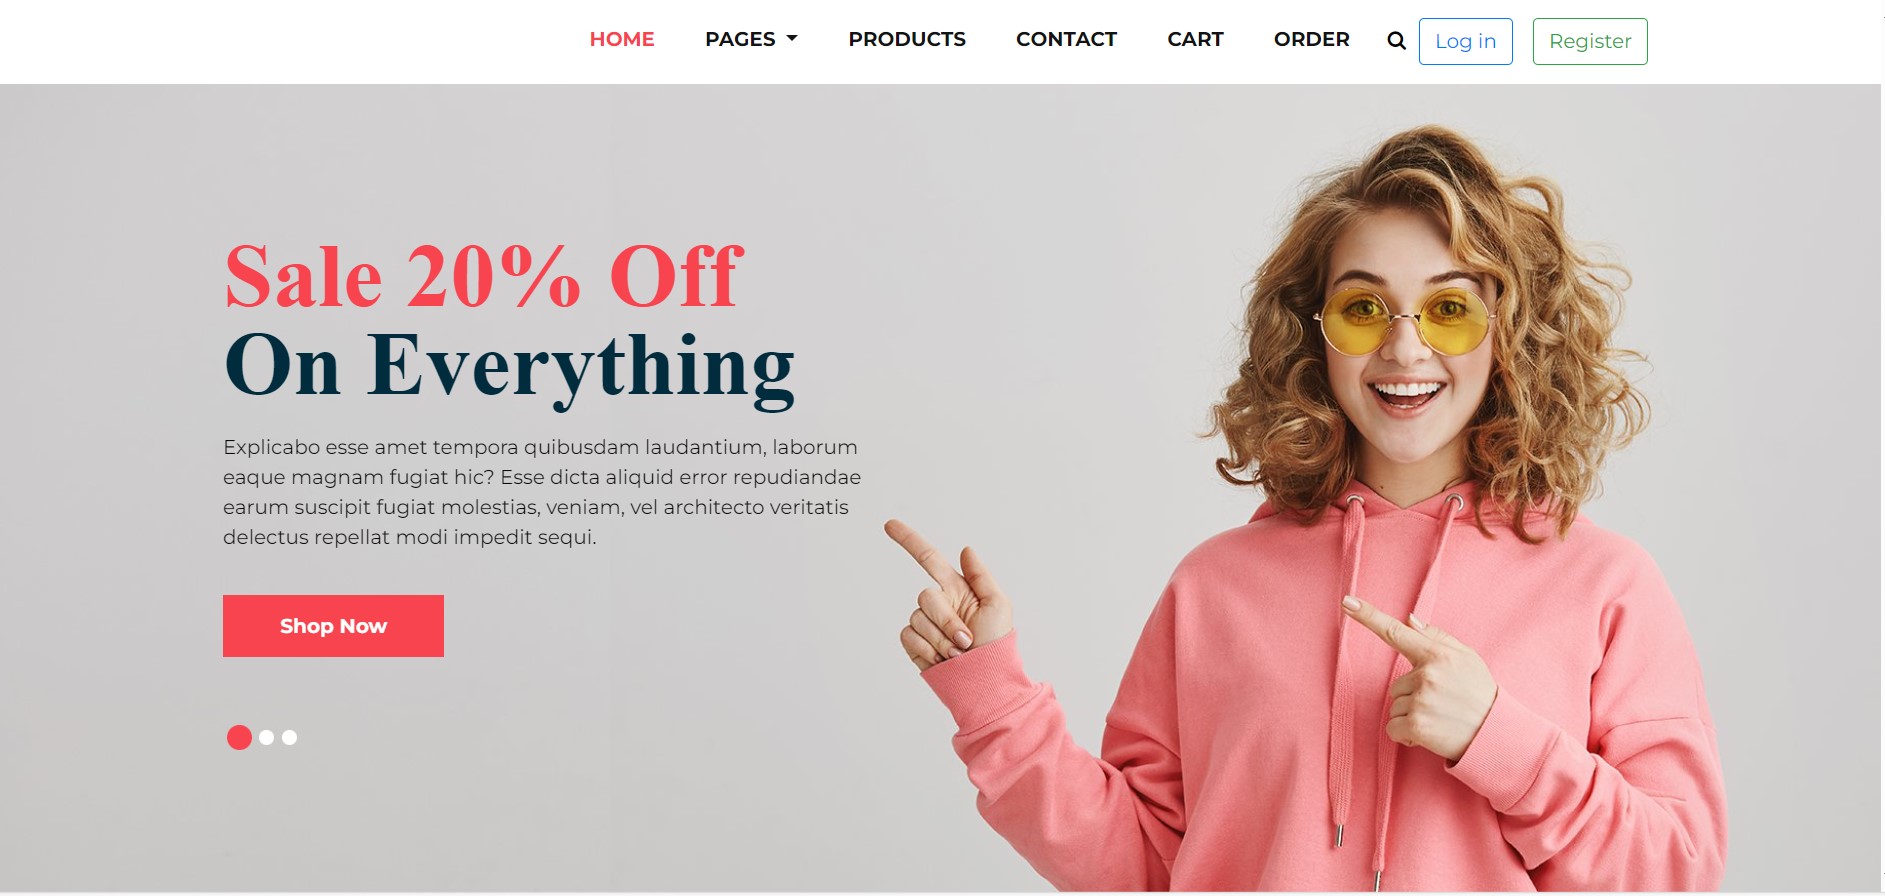 HOME PAGES PRODUCTS CONTACT CART ORDER Log in Register
Sale 20% Off
On Everything
Explicabo esse amet tempora quibusdam laudantium, laborum
eaque magnam fugiat hic? Esse dicta aliquid error repudiandae
earum suscipit fugiat molestias, veniam, vel architecto veritatis
delectus repellat modi impedit sequi.
Shop Now